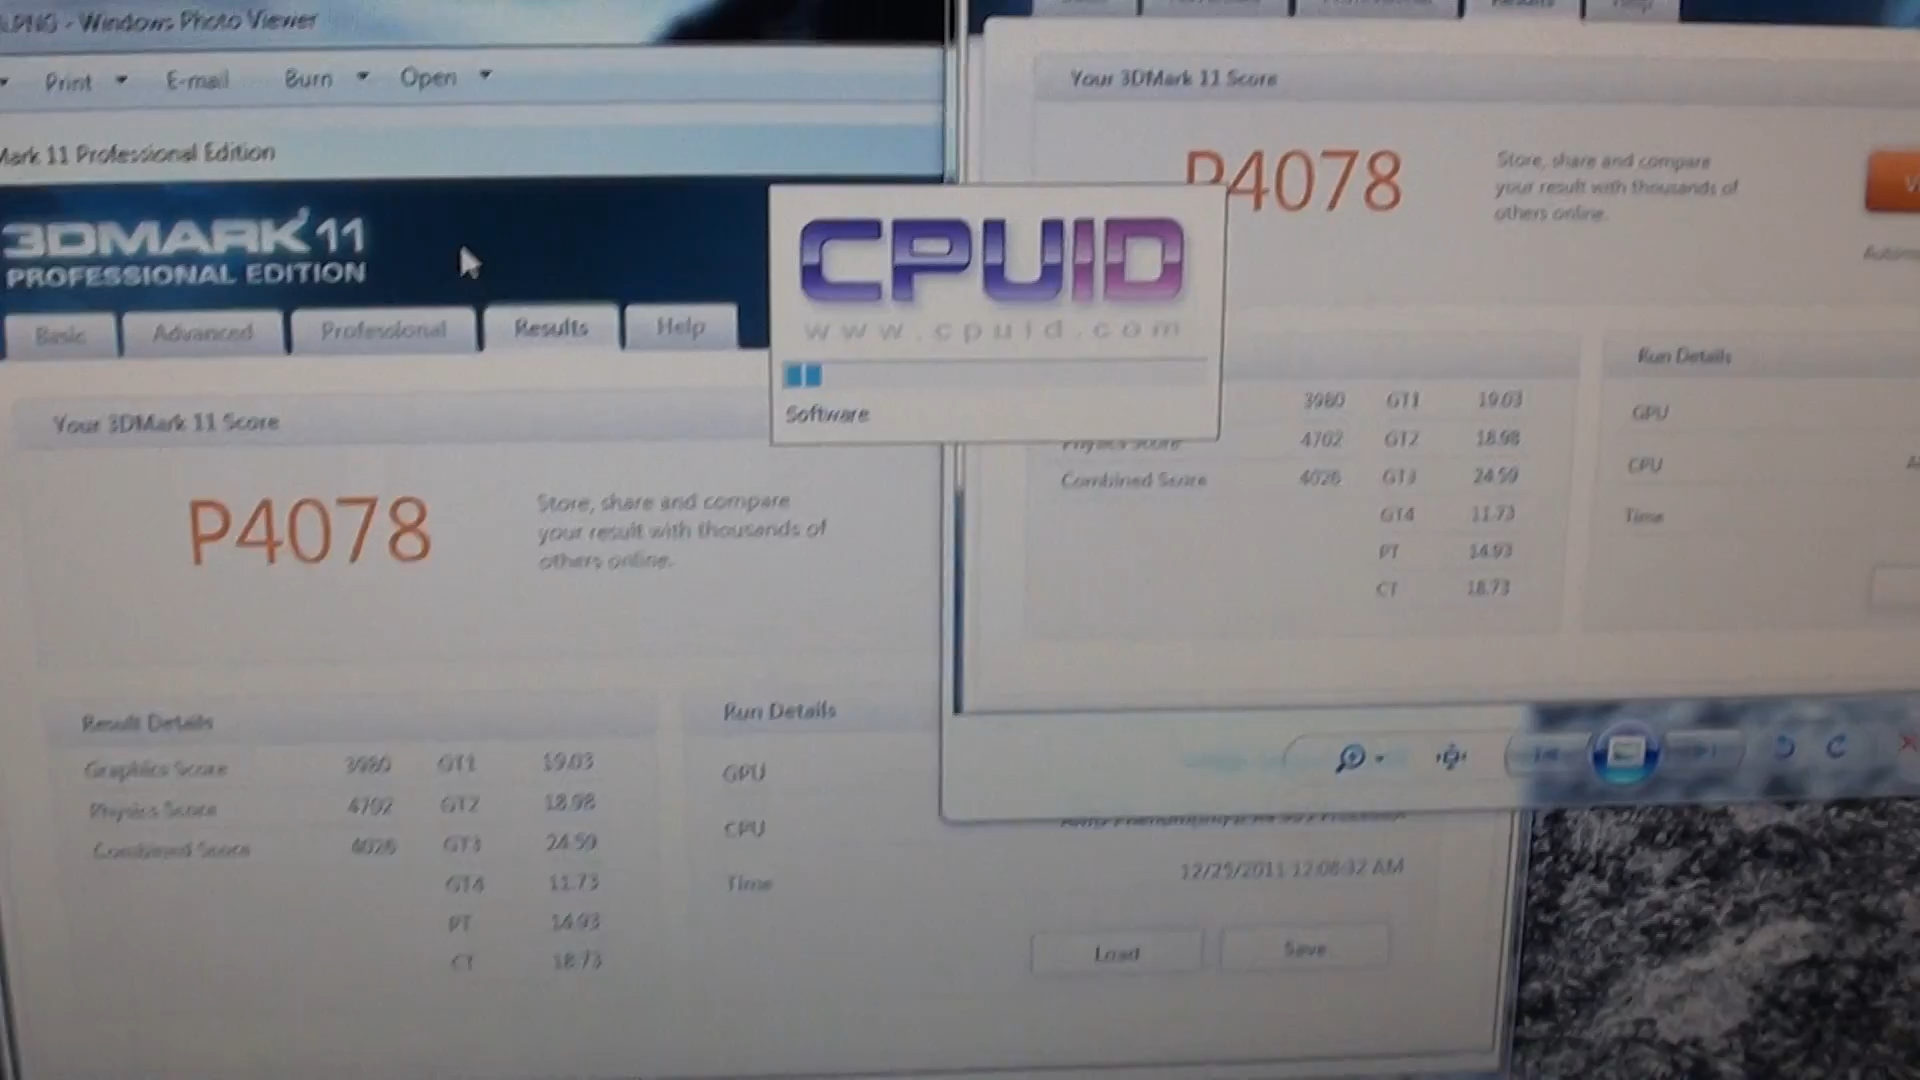 .PNG - Windows Photo Viewer
Print E-mail Burn Open
Mark 11 Professional Edition
3DMARK 11
PROFESSIONAL EDITION
Basic Advanced Professional Results Help
Your 3DMark 11 Score
P4078
Store, share and compare
your result with thousands of
others online.
Result Details
Graphics Score 3980 GT1 19.03
Physics Score 4702 GT2 18.98
Combined Score 4026 GT3 24.59
GT4 11.73
PT 14.93
CT 18.73
Run Details
GPU
CPU
Time
12/25/2011 12:08:32 AM
Load Save
CPUID
www.cpuid.com
Software
Results Help
Your 3DMark 11 Score
P4078
Store, share and compare
your result with thousands of
others online.
3980 GT1 19.03
Physics Score 4702 GT2 18.98
Combined Score 4026 GT3 24.59
GT4 11.73
PT 14.93
CT 18.73
Run Details
GPU
CPU
Time